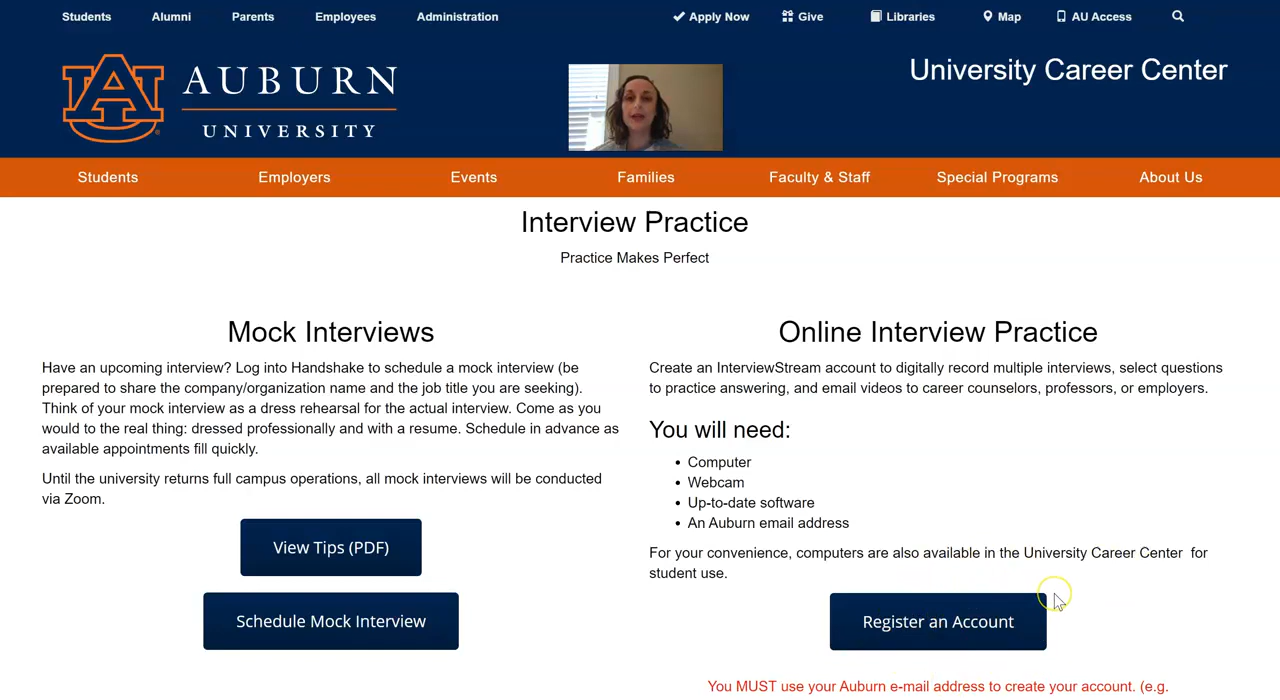 Students Alumni Parents Employees Administration Apply Now Give Libraries Map AU Access
AUBURN
UNIVERSITY
University Career Center
Students Employers Events Families Faculty & Staff Special Programs About Us
Interview Practice
Practice Makes Perfect
Mock Interviews
Have an upcoming interview? Log into Handshake to schedule a mock interview (be
prepared to share the company/organization name and the job title you are seeking).
Think of your mock interview as a dress rehearsal for the actual interview. Come as you
would to the real thing: dressed professionally and with a resume. Schedule in advance as
available appointments fill quickly.
Until the university returns full campus operations, all mock interviews will be conducted
via Zoom.
View Tips (PDF)
Schedule Mock Interview
Online Interview Practice
Create an InterviewStream account to digitally record multiple interviews, select questions
to practice answering, and email videos to career counselors, professors, or employers.
You will need:
• Computer
• Webcam
• Up-to-date software
• An Auburn email address
For your convenience, computers are also available in the University Career Center for
student use.
Register an Account
You MUST use your Auburn e-mail address to create your account. (e.g.